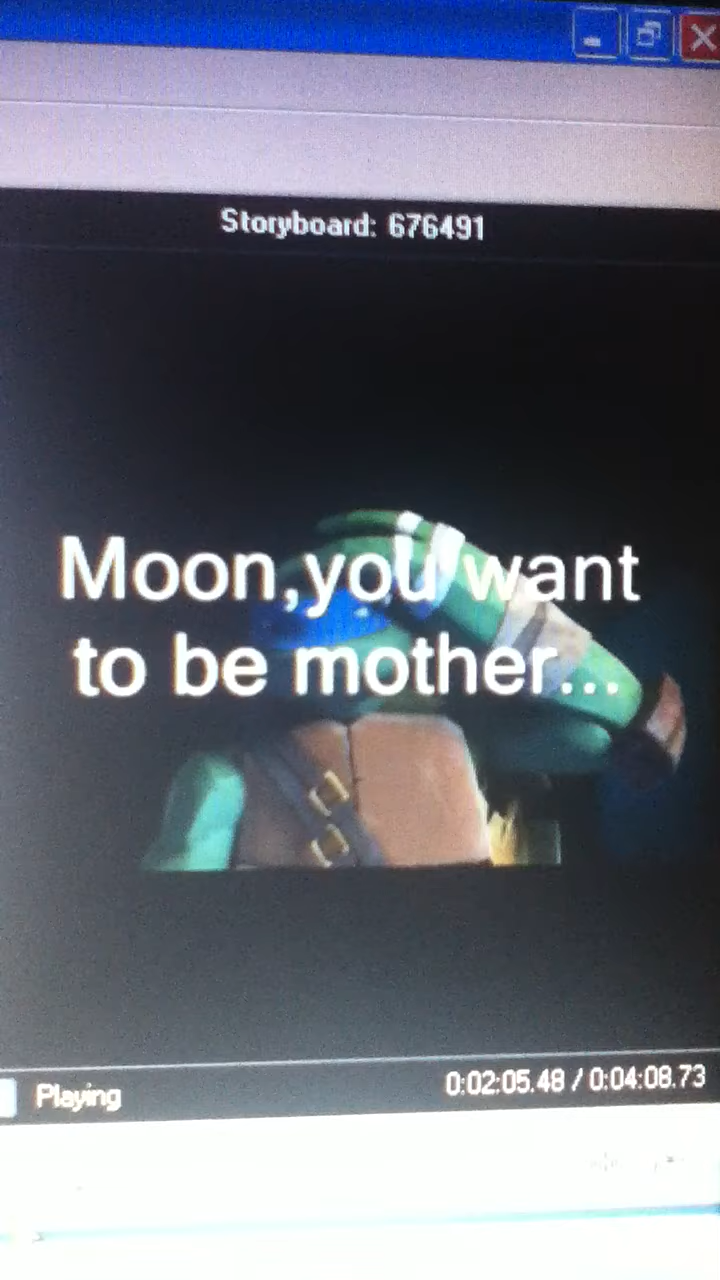 Storyboard: 676491
Moon,you want
to be mother...
Playing
0:02:05.48 / 0:04:08.73